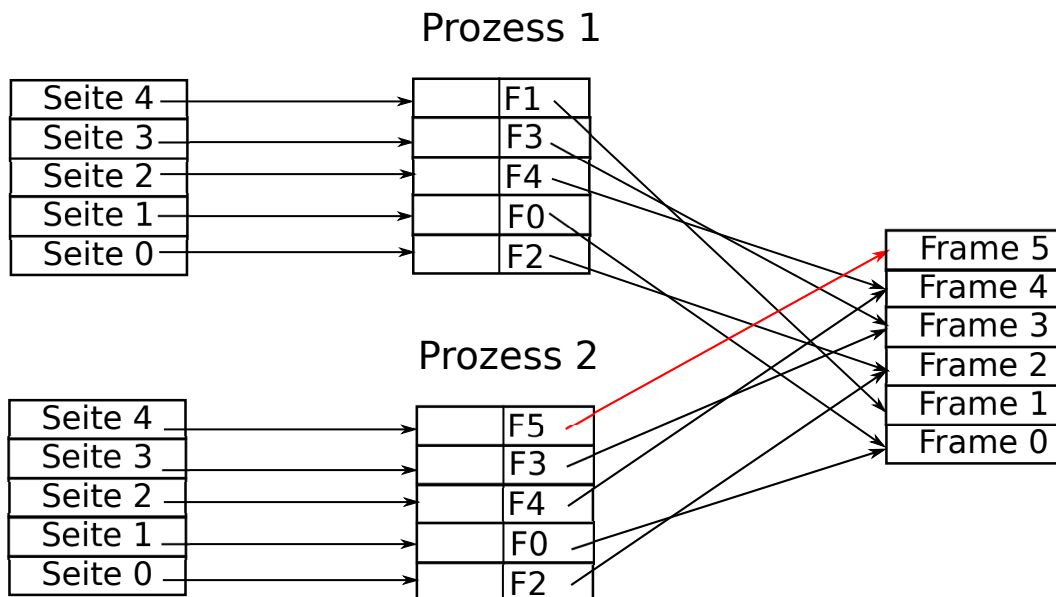 Prozess 1
Seite 4
Seite 3
Seite 2
Seite 1
Seite 0
F1
F3
F4
F0
F2
Prozess 2
Seite 4
Seite 3
Seite 2
Seite 1
Seite 0
F5
F3
F4
F0
F2
Frame 5
Frame 4
Frame 3
Frame 2
Frame 1
Frame 0